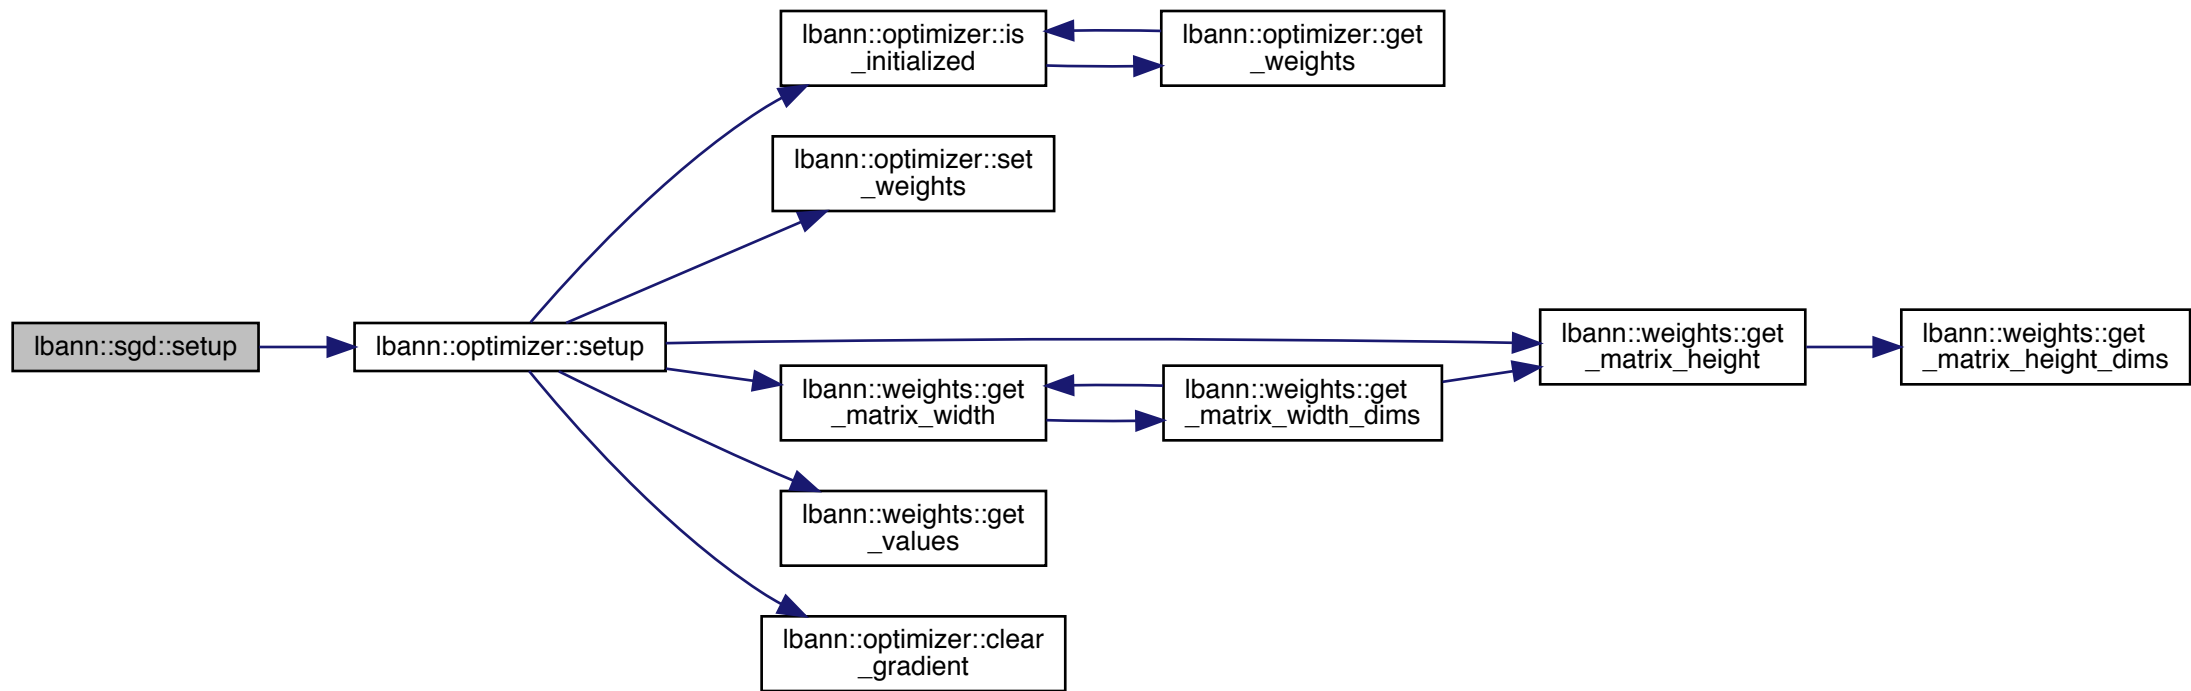 lbann::optimizer::is
_initialized
lbann::optimizer::get
_weights
lbann::optimizer::set
_weights
lbann::sgd::setup
lbann::optimizer::setup
lbann::weights::get
_matrix_height
lbann::weights::get
_matrix_height_dims
lbann::weights::get
_matrix_width
lbann::weights::get
_matrix_width_dims
lbann::weights::get
_values
lbann::optimizer::clear
_gradient